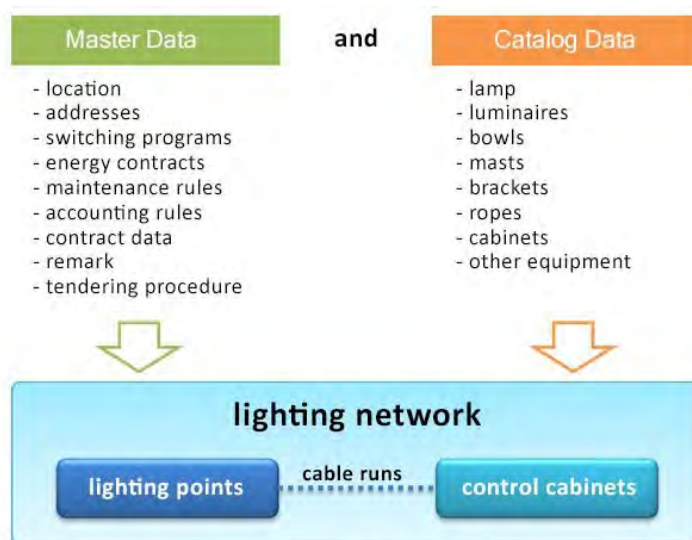 Master Data
and
Catalog Data
- location
- addresses
- switching programs
- energy contracts
- maintenance rules
- accounting rules
- contract data
- remark
- tendering procedure
- lamp
- luminaires
- bowls
- masts
- brackets
- ropes
- cabinets
- other equipment
lighting network
lighting points
cable runs
control cabinets